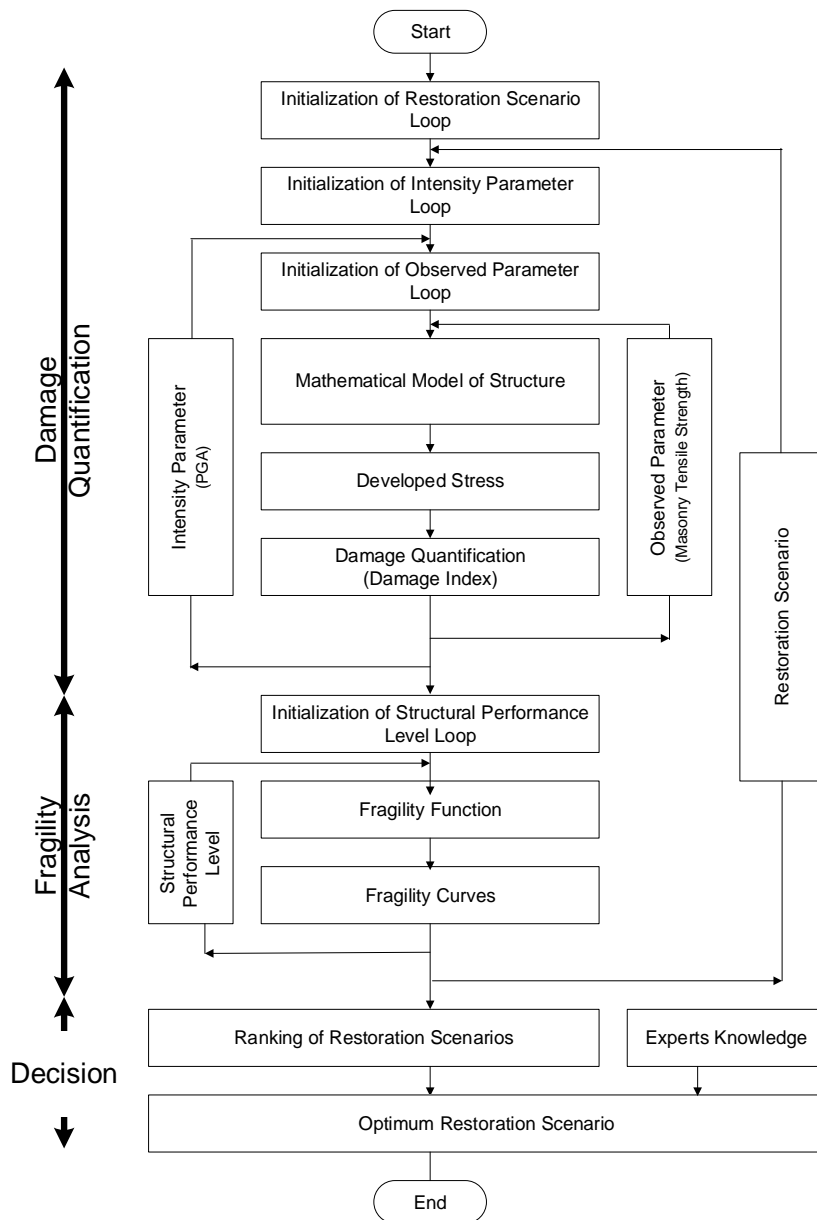 Start
Initialization of Restoration Scenario
Loop
Initialization of Intensity Parameter
Loop
Initialization of Observed Parameter
Loop
Damage
Quantification
Intensity Parameter
(PGA)
Mathematical Model of Structure
Observed Parameter
(Masonry Tensile Strength)
Developed Stress
Damage Quantification
(Damage Index)
Restoration Scenario
Initialization of Structural Performance
Level Loop
Fragility
Analysis
Structural
Performance
Level
Fragility Function
Fragility Curves
Decision
Ranking of Restoration Scenarios
Experts Knowledge
Optimum Restoration Scenario
End